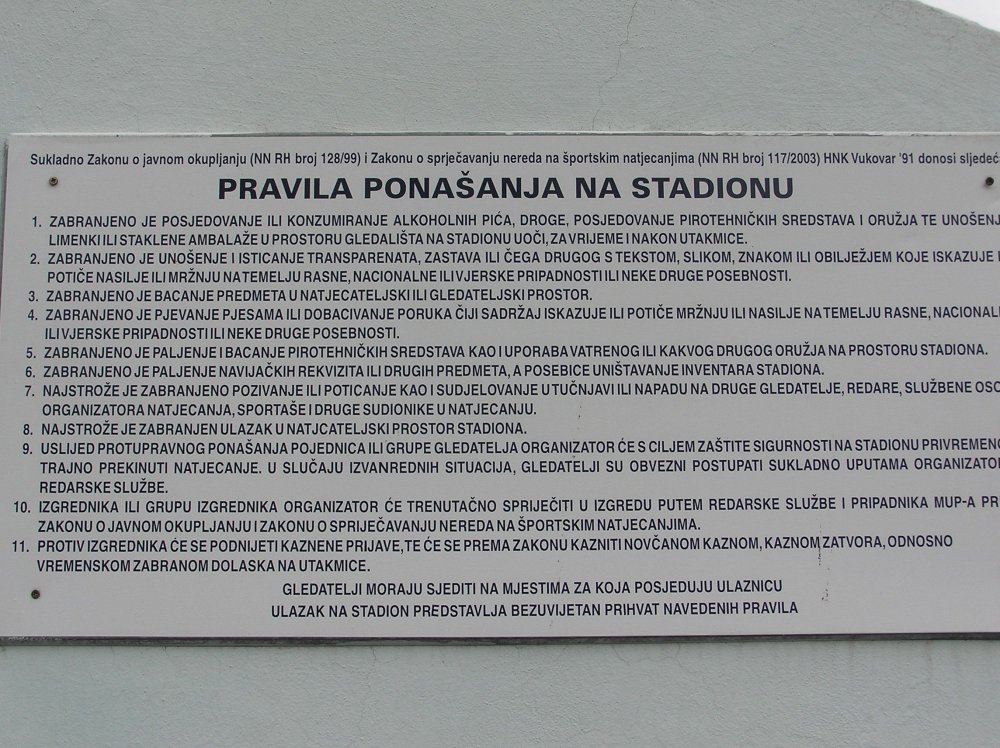 Sukladno Zakonu o javnom okupljanju (NN RH broj 128/99) i Zakonu o sprječavanju nereda na športskim natjecanjima (NN RH broj 117/2003) HNK Vukovar '91 donosi sljedeć
PRAVILA PONAŠANJA NA STADIONU
1. ZABRANJENO JE POSJEDOVANJE ILI KONZUMIRANJE ALKOHOLNIH PIĆA, DROGE, POSJEDOVANJE PIROTEHNIČKIH SREDSTAVA I ORUŽJA TE UNOŠENJ
LIMENKI ILI STAKLENE AMBALAŽE U PROSTORU GLEDALIŠTA NA STADIONU UOČI, ZA VRIJEME I NAKON UTAKMICE.
2. ZABRANJENO JE UNOŠENJE I ISTICANJE TRANSPARENATA, ZASTAVA ILI ČEGA DRUGOG S TEKSTOM, SLIKOM, ZNAKOM ILI OBILJEŽJEM KOJE ISKAZUJE I
POTIČE NASILJE ILI MRŽNJU NA TEMELJU RASNE, NACIONALNE ILI VJERSKE PRIPADNOSTI ILI NEKE DRUGE POSEBNOSTI.
3. ZABRANJENO JE BACANJE PREDMETA U NATJECATELJSKI ILI GLEDATELJSKI PROSTOR.
4. ZABRANJENO JE PJEVANJE PJESAMA ILI DOBACIVANJE PORUKA ČIJI SADRŽAJ ISKAZUJE ILI POTIČE MRŽNJU ILI NASILJE NA TEMELJU RASNE, NACIONAL
ILI VJERSKE PRIPADNOSTI ILI NEKE DRUGE POSEBNOSTI.
5. ZABRANJENO JE PALJENJE I BACANJE PIROTEHNIČKIH SREDSTAVA KAO I UPORABA VATRENOG ILI KAKVOG DRUGOG ORUŽJA NA PROSTORU STADIONA.
6. ZABRANJENO JE PALJENJE NAVIJAČKIH REKVIZITA ILI DRUGIH PREDMETA, A POSEBICE UNIŠTAVANJE INVENTARA STADIONA.
7. NAJSTROŽE JE ZABRANJENO POZIVANJE ILI POTICANJE KAO I SUDJELOVANJE U TUČNJAVI ILI NAPADU NA DRUGE GLEDATELJE, REDARE, SLUŽBENE OSO
ORGANIZATORA NATJECANJA, SPORTAŠE I DRUGE SUDIONIKE U NATJECANJU.
8. NAJSTROŽE JE ZABRANJEN ULAZAK U NATJCATELJSKI PROSTOR STADIONA.
9. USLIJED PROTUPRAVNOG PONAŠANJA POJEDNICA ILI GRUPE GLEDATELJA ORGANIZATOR ĆE S CILJEM ZAŠTITE SIGURNOSTI NA STADIONU PRIVREMENO
TRAJNO PREKINUTI NATJECANJE. U SLUČAJU IZVANREDNIH SITUACIJA, GLEDATELJI SU OBVEZNI POSTUPATI SUKLADNO UPUTAMA ORGANIZATO
REDARSKE SLUŽBE.
10. IZGREDNIKA ILI GRUPU IZGREDNIKA ORGANIZATOR ĆE TRENUTAČNO SPRIJEČITI U IZGREDU PUTEM REDARSKE SLUŽBE I PRIPADNIKA MUP-A PR
ZAKONU O JAVNOM OKUPLJANJU I ZAKONU O SPRIJEČAVANJU NEREDA NA ŠPORTSKIM NATJECANJIMA.
11. PROTIV IZGREDNIKA ĆE SE PODNIJETI KAZNENE PRIJAVE, TE ĆE SE PREMA ZAKONU KAZNITI NOVČANOM KAZNOM, KAZNOM ZATVORA, ODNOSNO
VREMENSKOM ZABRANOM DOLASKA NA UTAKMICE.
GLEDATELJI MORAJU SJEDITI NA MJESTIMA ZA KOJA POSJEDUJU ULAZNICU
ULAZAK NA STADION PREDSTAVLJA BEZUVIJETAN PRIHVAT NAVEDENIH PRAVILA